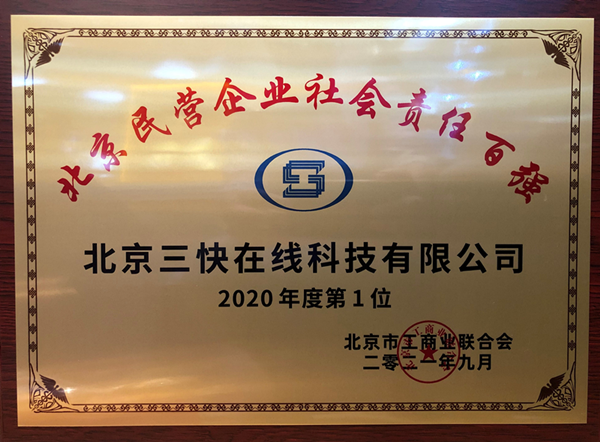 北京民营企业社会责任百强
北京三快在线科技有限公司
2020年度第1位
北京市工商业联合会
二零二一年九月